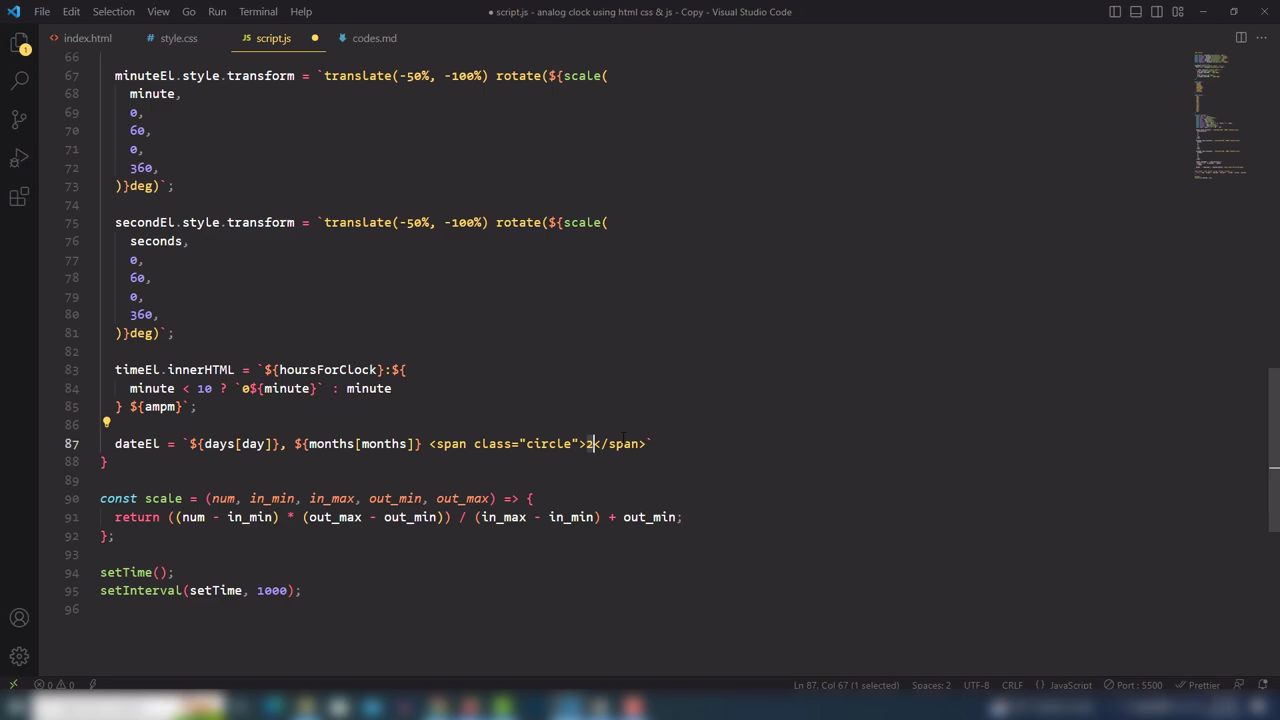 File Edit Selection View Go Run Terminal Help
● script.js - analog clock using html css & js - Copy - Visual Studio Code
index.html
style.css
JS script.js
codes.md
1
66
67 minuteEl.style.transform = `translate(-50%, -100%) rotate(${scale(
68 minute,
69 0,
70 60,
71 0,
72 360,
73 )}deg)`;
74
75 secondEl.style.transform = `translate(-50%, -100%) rotate(${scale(
76 seconds,
77 0,
78 60,
79 0,
80 360,
81 )}deg)`;
82
83 timeEl.innerHTML = `${hoursForClock}:${
84 minute < 10 ? `0${minute}` : minute
85 } ${ampm}`;
86
87 dateEl = `${days[day]}, ${months[months]} <span class="circle">2</span>`
88 }
89
90 const scale = (num, in_min, in_max, out_min, out_max) => {
91 return ((num - in_min) * (out_max - out_min)) / (in_max - in_min) + out_min;
92 };
93
94 setTime();
95 setInterval(setTime, 1000);
96
0 0
Ln 87, Col 67 (1 selected) Spaces: 2 UTF-8 CRLF {} JavaScript Port : 5500 Prettier